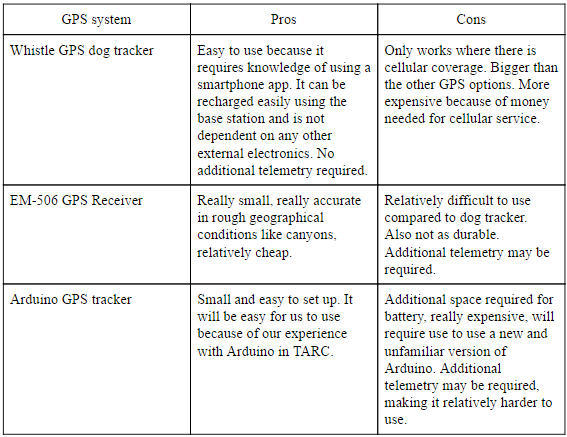 GPS system
Pros
Cons
Whistle GPS dog tracker
Easy to use because it
requires knowledge of using a
smartphone app. It can be
recharged easily using the
base station and is not
dependent on any other
external electronics. No
additional telemetry required.
Only works where there is
cellular coverage. Bigger than
the other GPS options. More
expensive because of money
needed for cellular service.
EM-506 GPS Receiver
Really small, really accurate
in rough geographical
conditions like canyons,
relatively cheap.
Relatively difficult to use
compared to dog tracker.
Also not as durable.
Additional telemetry may be
required.
Arduino GPS tracker
Small and easy to set up. It
will be easy for us to use
because of our experience
with Arduino in TARC.
Additional space required for
battery, really expensive, will
require use to use a new and
unfamiliar version of
Arduino. Additional
telemetry may be required,
making it relatively harder to
use.